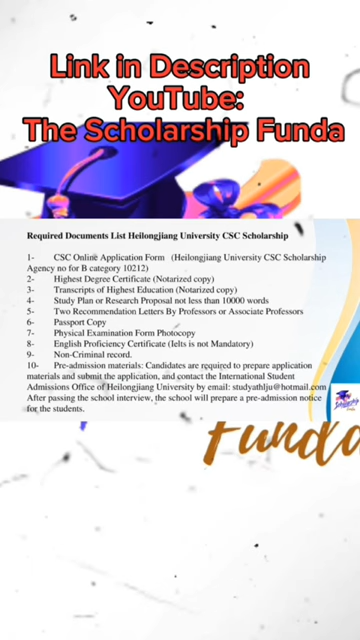 Link in Description
YouTube:
The Scholarship Funda
Required Documents List Heilongjiang University CSC Scholarship
1- CSC Online Application Form (Heilongjiang University CSC Scholarship
Agency no for B category 10212)
2- Highest Degree Certificate (Notarized copy)
3- Transcripts of Highest Education (Notarized copy)
4- Study Plan or Research Proposal not less than 10000 words
5- Two Recommendation Letters By Professors or Associate Professors
6- Passport Copy
7- Physical Examination Form Photocopy
8- English Proficiency Certificate (Ielts is not Mandatory)
9- Non-Criminal record.
10- Pre-admission materials: Candidates are required to prepare application
materials and submit the application, and contact the International Student
Admissions Office of Heilongjiang University by email: studyathlju@hotmail.com
After passing the school interview, the school will prepare a pre-admission notice
for the students.
Funda